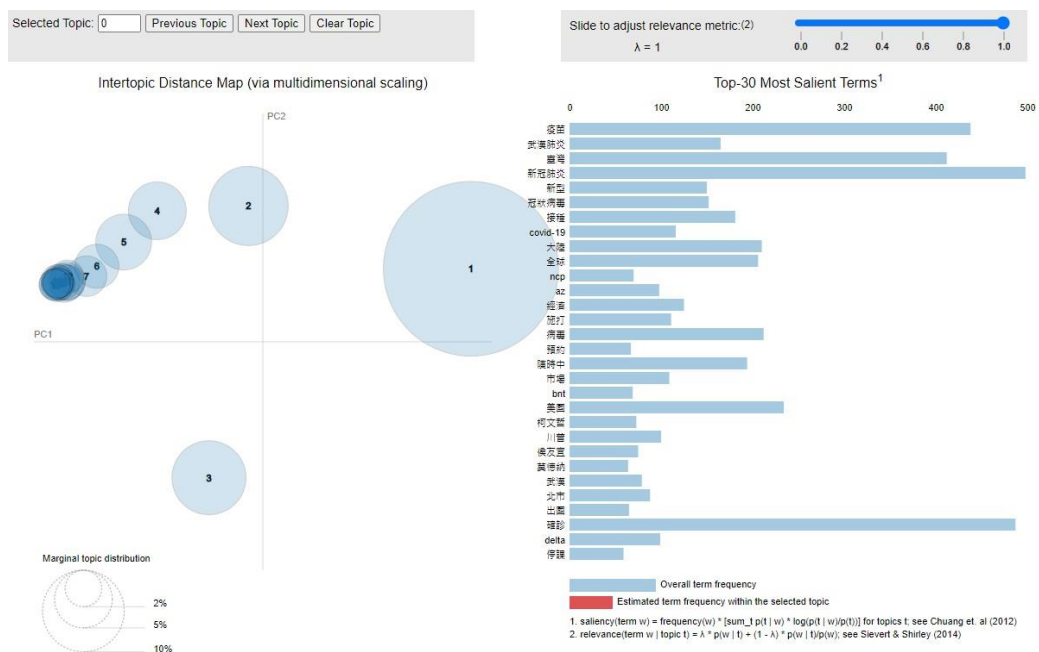 Selected Topic: 0 Previous Topic Next Topic Clear Topic
Slide to adjust relevance metric:(2)
λ = 1
0.0 0.2 0.4 0.6 0.8 1.0
Intertopic Distance Map (via multidimensional scaling)
PC2
PC1
1
2
3
4
5
6
7
Marginal topic distribution
2%
5%
10%
Top-30 Most Salient Terms1
0 100 200 300 400 500
疫苗
武漢肺炎
臺灣
新冠肺炎
新型
冠狀病毒
接種
covid-19
大陸
全球
ncp
az
經濟
施打
病毒
預約
陳時中
市場
bnt
美國
柯文哲
川普
侯友宜
莫德納
武漢
北市
出國
確診
delta
停課
Overall term frequency
Estimated term frequency within the selected topic
1. saliency(term w) = frequency(w) * [sum_t p(t | w) * log(p(t | w)/p(t))] for topics t; see Chuang et. al (2012)
2. relevance(term w | topic t) = λ * p(w | t) + (1 - λ) * p(w | t)/p(w); see Sievert & Shirley (2014)